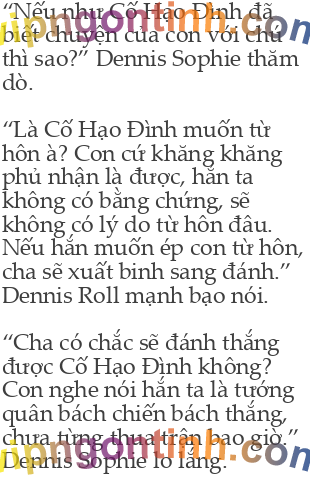 “Nếu như Cố Hạo Đình đã
biết chuyện của con với chú
thì sao?” Dennis Sophie thăm
dò.
“Là Cố Hạo Đình muốn từ
hôn à? Con cứ khăng khăng
phủ nhận là được, hắn ta
không có bằng chứng, sẽ
không có lý do từ hôn đâu.
Nếu hắn muốn ép con từ hôn,
cha sẽ xuất binh sang đánh.”
Dennis Roll mạnh bạo nói.
“Cha có chắc sẽ đánh thắng
được Cố Hạo Đình không?
Con nghe nói hắn ta là tướng
quân bách chiến bách thắng,
chưa từng thua trận bao giờ.”
Dennis Sophie lo lắng.
vipngontinh.com
vipngontinh.com